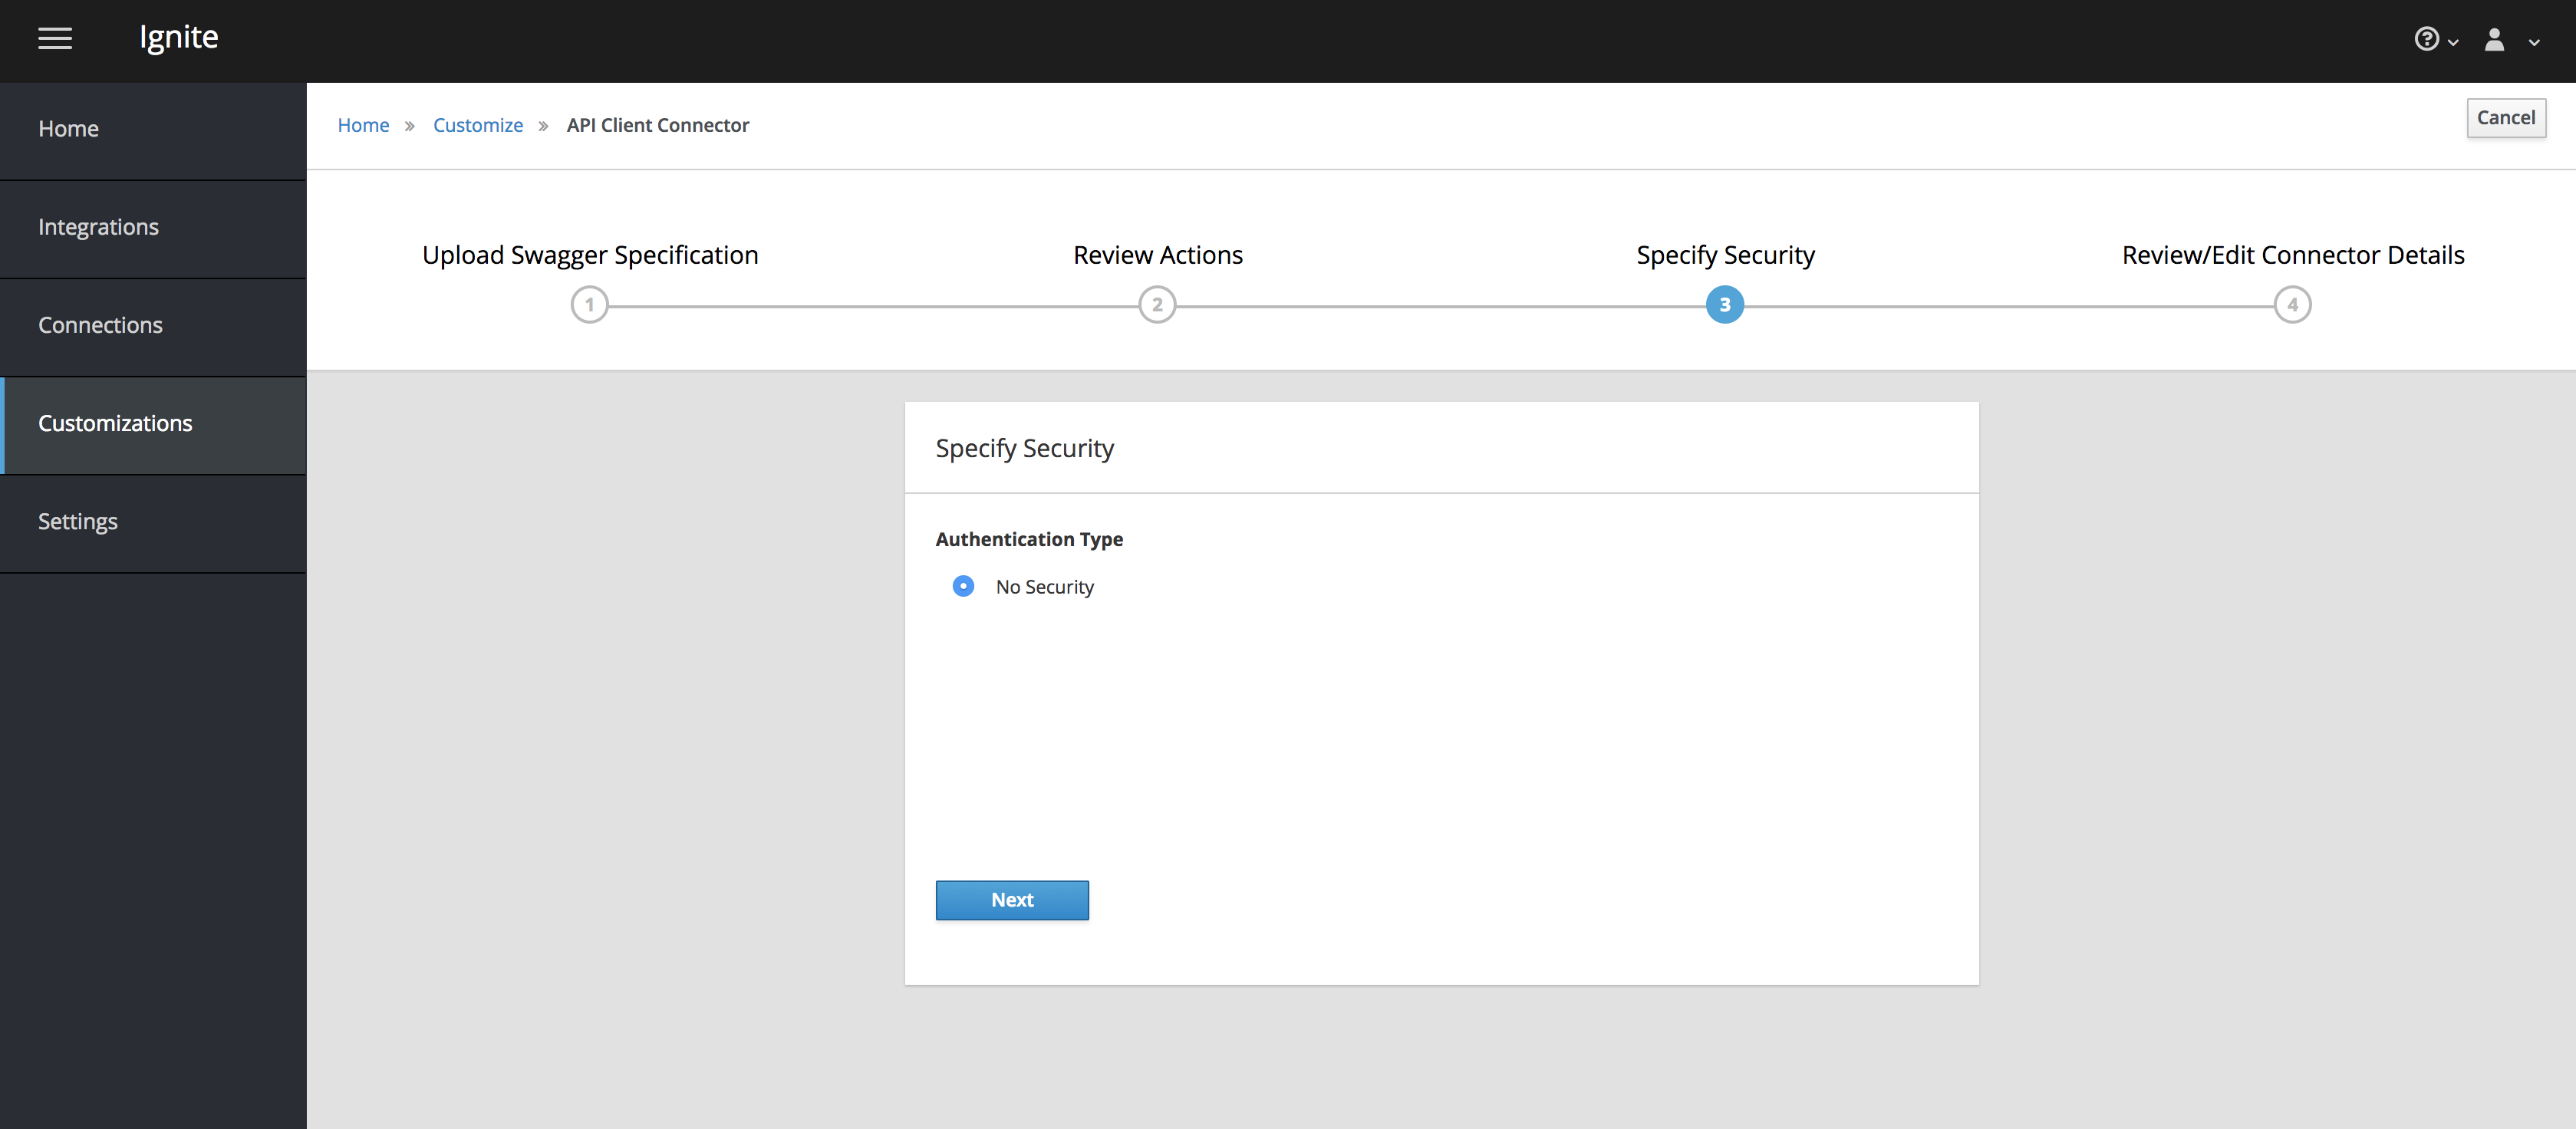 Ignite
Home
Integrations
Connections
Customizations
Settings
Home » Customize » API Client Connector
Cancel
Upload Swagger Specification
Review Actions
Specify Security
Review/Edit Connector Details
1
2
3
4
Specify Security
Authentication Type
No Security
Next